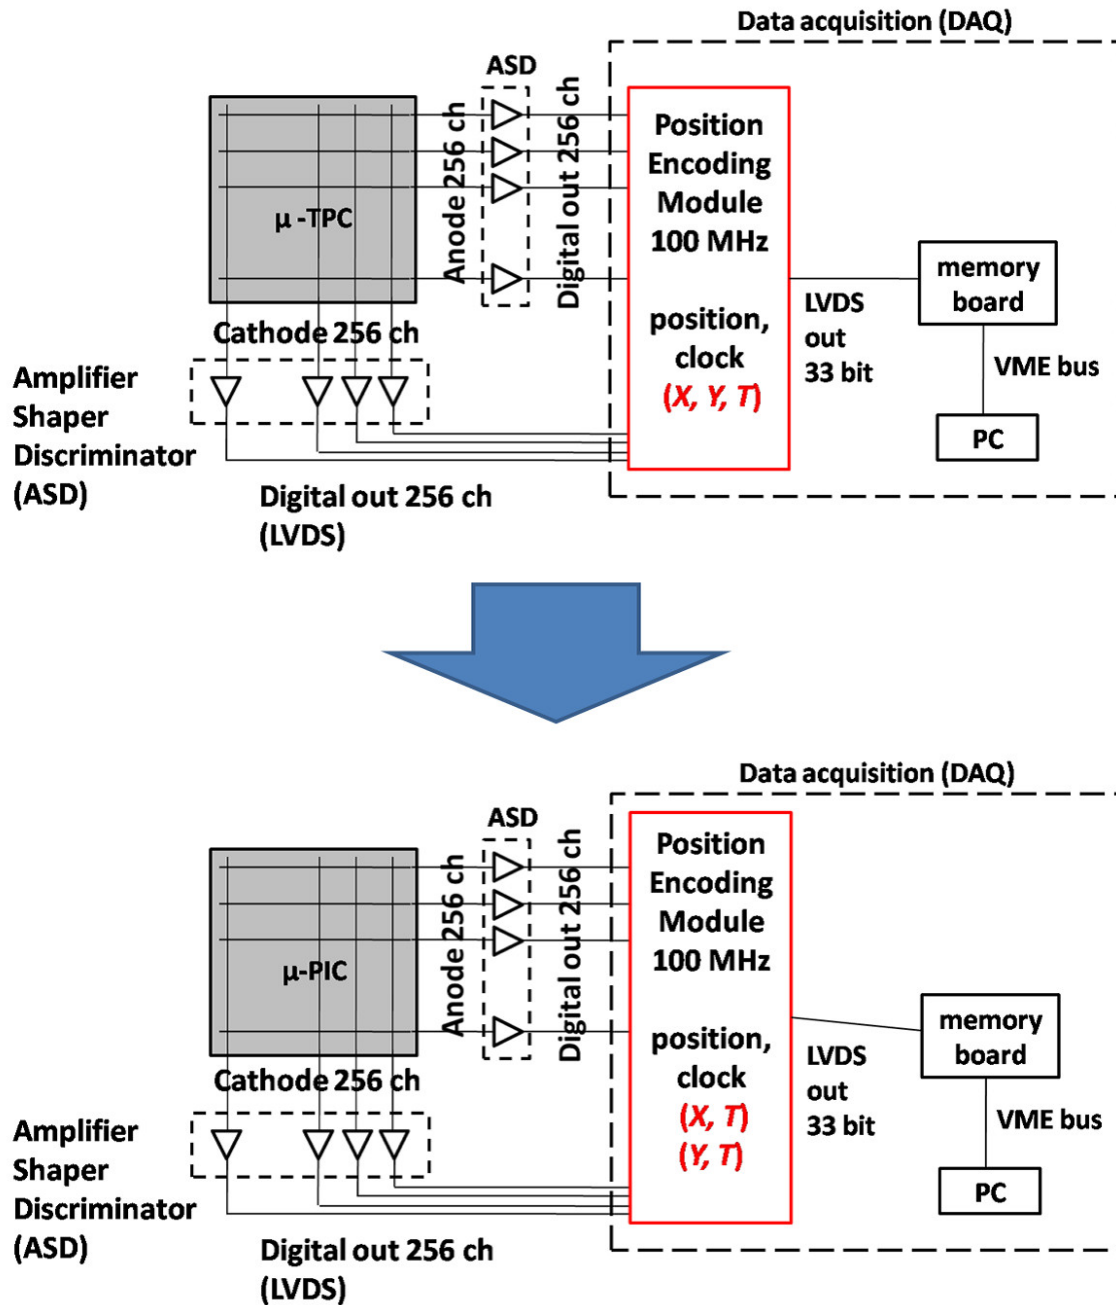 Data acquisition (DAQ)
ASD
μ -TPC
Anode 256 ch
Digital out 256 ch
Position
Encoding
Module
100 MHz
position,
clock
(X, Y, T)
LVDS
out
33 bit
memory
board
VME bus
PC
Cathode 256 ch
Amplifier
Shaper
Discriminator
(ASD)
Digital out 256 ch
(LVDS)
Data acquisition (DAQ)
ASD
μ-PIC
Anode 256 ch
Digital out 256 ch
Position
Encoding
Module
100 MHz
position,
clock
(X, T)
(Y, T)
LVDS
out
33 bit
memory
board
VME bus
PC
Cathode 256 ch
Amplifier
Shaper
Discriminator
(ASD)
Digital out 256 ch
(LVDS)